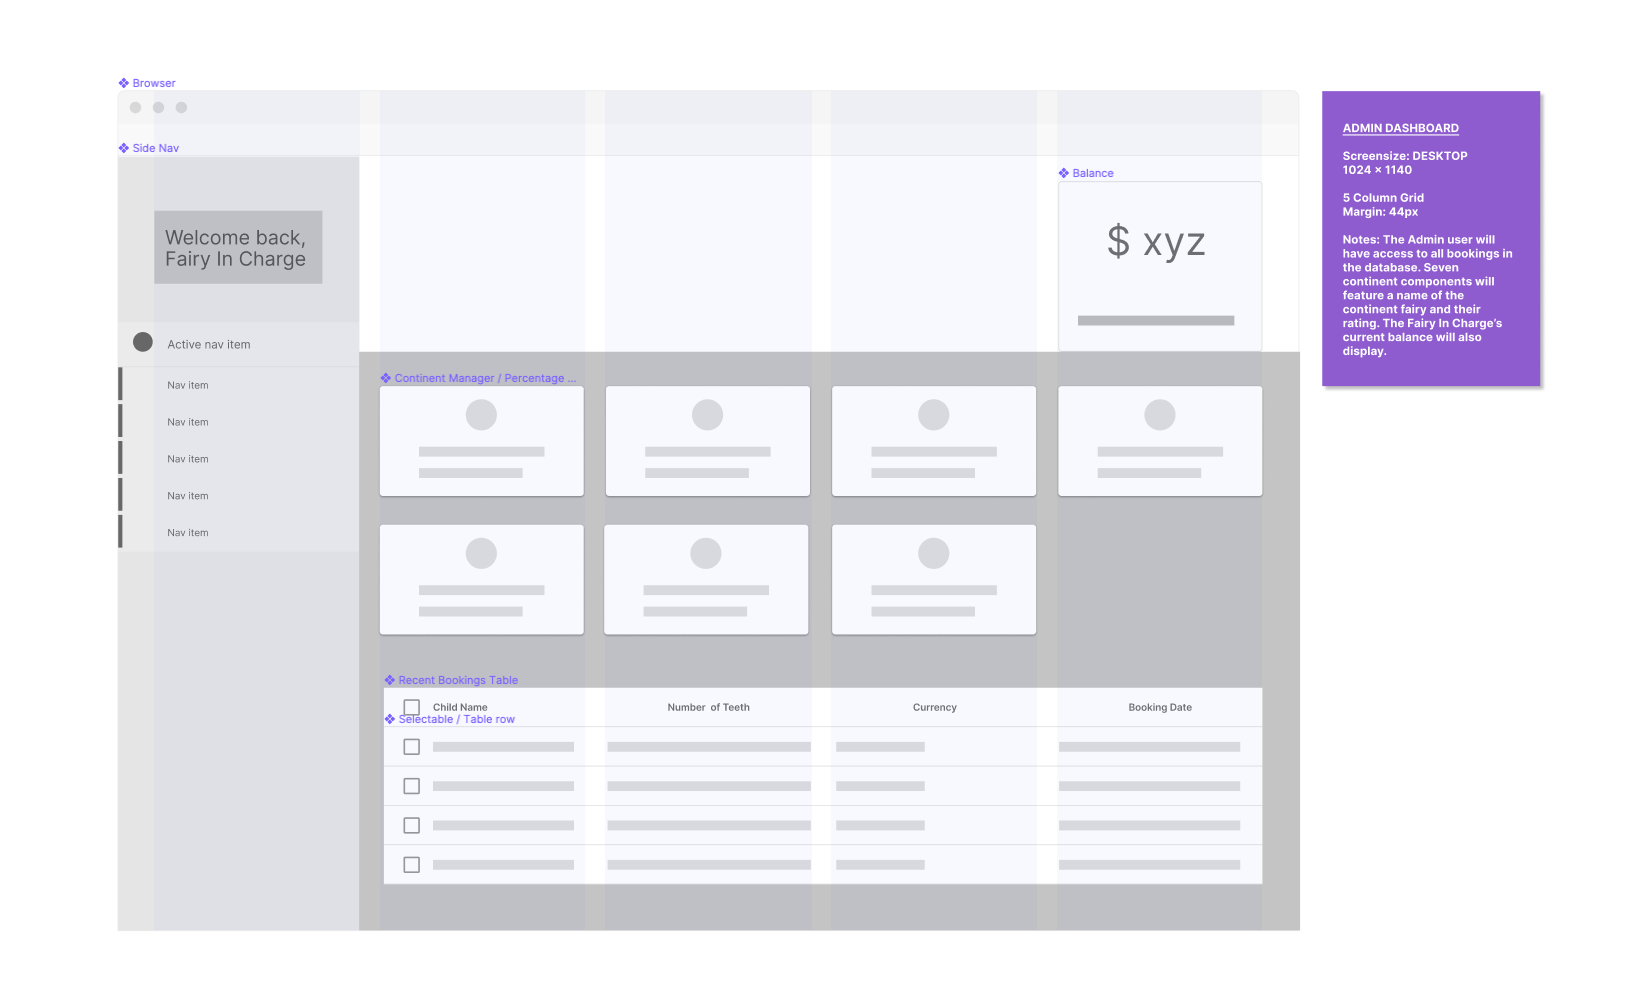 Browser
Side Nav
Welcome back,
Fairy In Charge
Active nav item
Nav item
Nav item
Nav item
Nav item
Nav item
Balance
$ xyz
Continent Manager / Percentage ...
Recent Bookings Table
Child Name
Number of Teeth
Currency
Booking Date
Selectable / Table row
ADMIN DASHBOARD
Screensize: DESKTOP
1024 × 1140
5 Column Grid
Margin: 44px
Notes: The Admin user will
have access to all bookings in
the database. Seven
continent components will
feature a name of the
continent fairy and their
rating. The Fairy In Charge's
current balance will also
display.